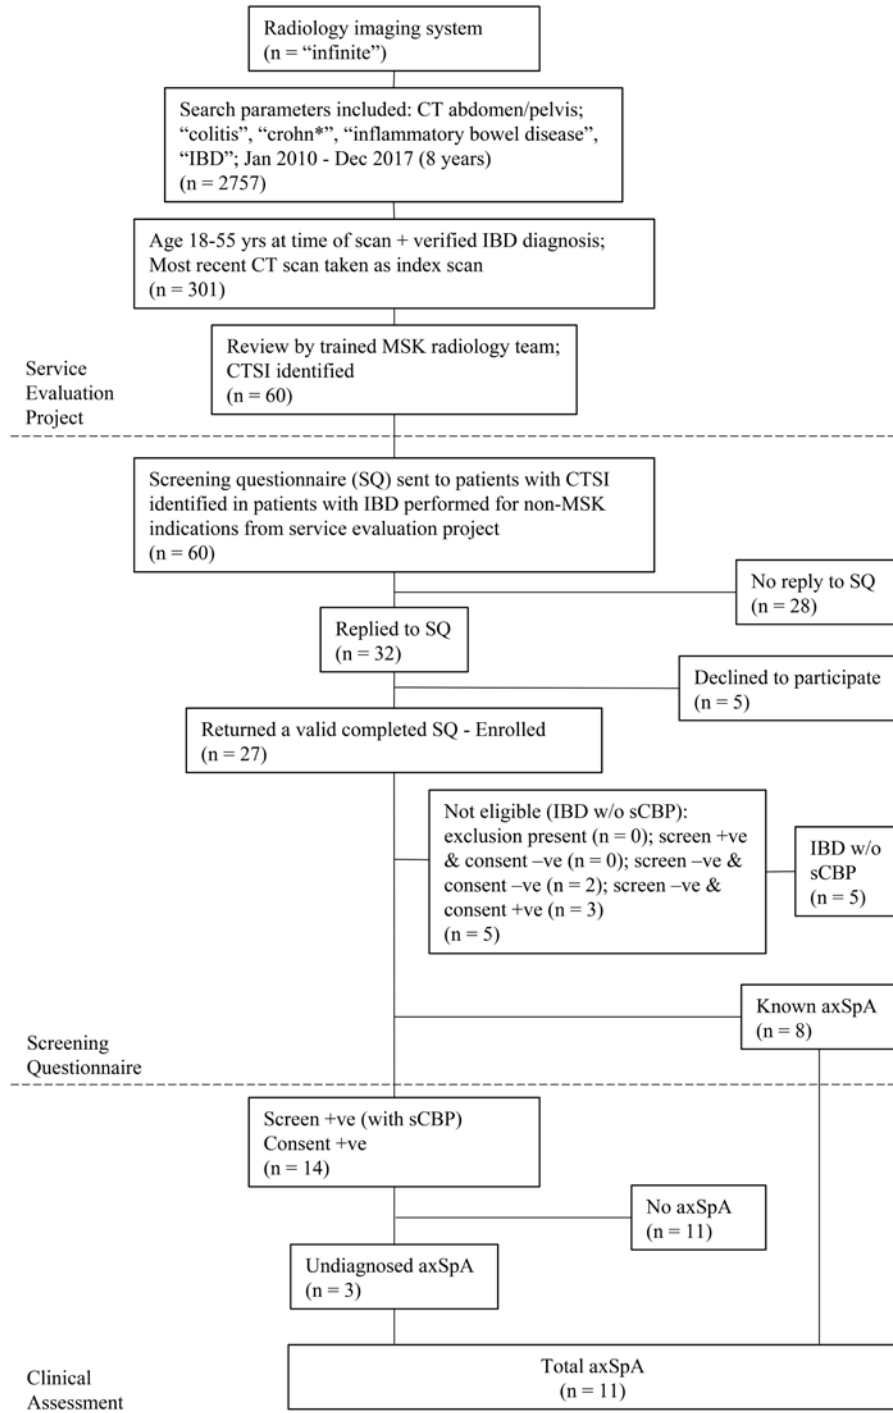 Radiology imaging system
(n = “infinite”)
Search parameters included: CT abdomen/pelvis;
“colitis”, “crohn*”, “inflammatory bowel disease”,
“IBD”; Jan 2010 - Dec 2017 (8 years)
(n = 2757)
Age 18-55 yrs at time of scan + verified IBD diagnosis;
Most recent CT scan taken as index scan
(n = 301)
Review by trained MSK radiology team;
CTSI identified
(n = 60)
Service
Evaluation
Project
Screening questionnaire (SQ) sent to patients with CTSI
identified in patients with IBD performed for non-MSK
indications from service evaluation project
(n = 60)
No reply to SQ
(n = 28)
Replied to SQ
(n = 32)
Declined to participate
(n = 5)
Returned a valid completed SQ - Enrolled
(n = 27)
Not eligible (IBD w/o sCBP):
exclusion present (n = 0); screen +ve
& consent –ve (n = 0); screen –ve &
consent –ve (n = 2); screen –ve &
consent +ve (n = 3)
(n = 5)
IBD w/o
sCBP
(n = 5)
Known axSpA
(n = 8)
Screening
Questionnaire
Screen +ve (with sCBP)
Consent +ve
(n = 14)
No axSpA
(n = 11)
Undiagnosed axSpA
(n = 3)
Total axSpA
(n = 11)
Clinical
Assessment